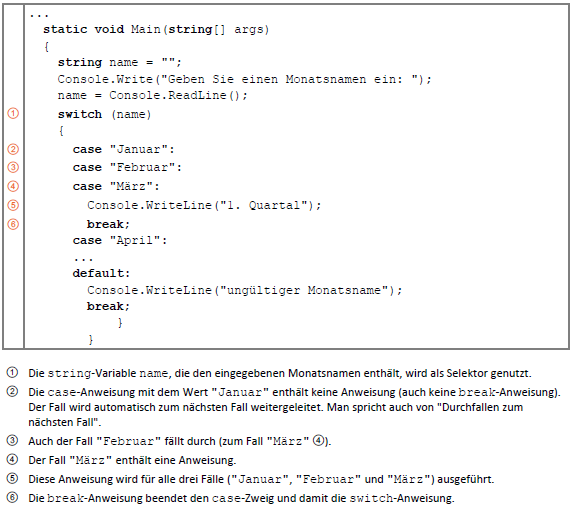 ...
static void Main(string[] args)
{
string name = "";
Console.Write("Geben Sie einen Monatsnamen ein: ");
name = Console.ReadLine();
① switch (name)
{
② case "Januar":
③ case "Februar":
④ case "März":
⑤ Console.WriteLine("1. Quartal");
⑥ break;
case "April":
...
default:
Console.WriteLine("ungültiger Monatsname");
break;
}
}
① Die string-Variable name, die den eingegebenen Monatsnamen enthält, wird als Selektor genutzt.
② Die case-Anweisung mit dem Wert "Januar" enthält keine Anweisung (auch keine break-Anweisung).
Der Fall wird automatisch zum nächsten Fall weitergeleitet. Man spricht auch von "Durchfallen zum
nächsten Fall".
③ Auch der Fall "Februar" fällt durch (zum Fall "März" ④).
④ Der Fall "März" enthält eine Anweisung.
⑤ Diese Anweisung wird für alle drei Fälle ("Januar", "Februar" und "März") ausgeführt.
⑥ Die break-Anweisung beendet den case-Zweig und damit die switch-Anweisung.